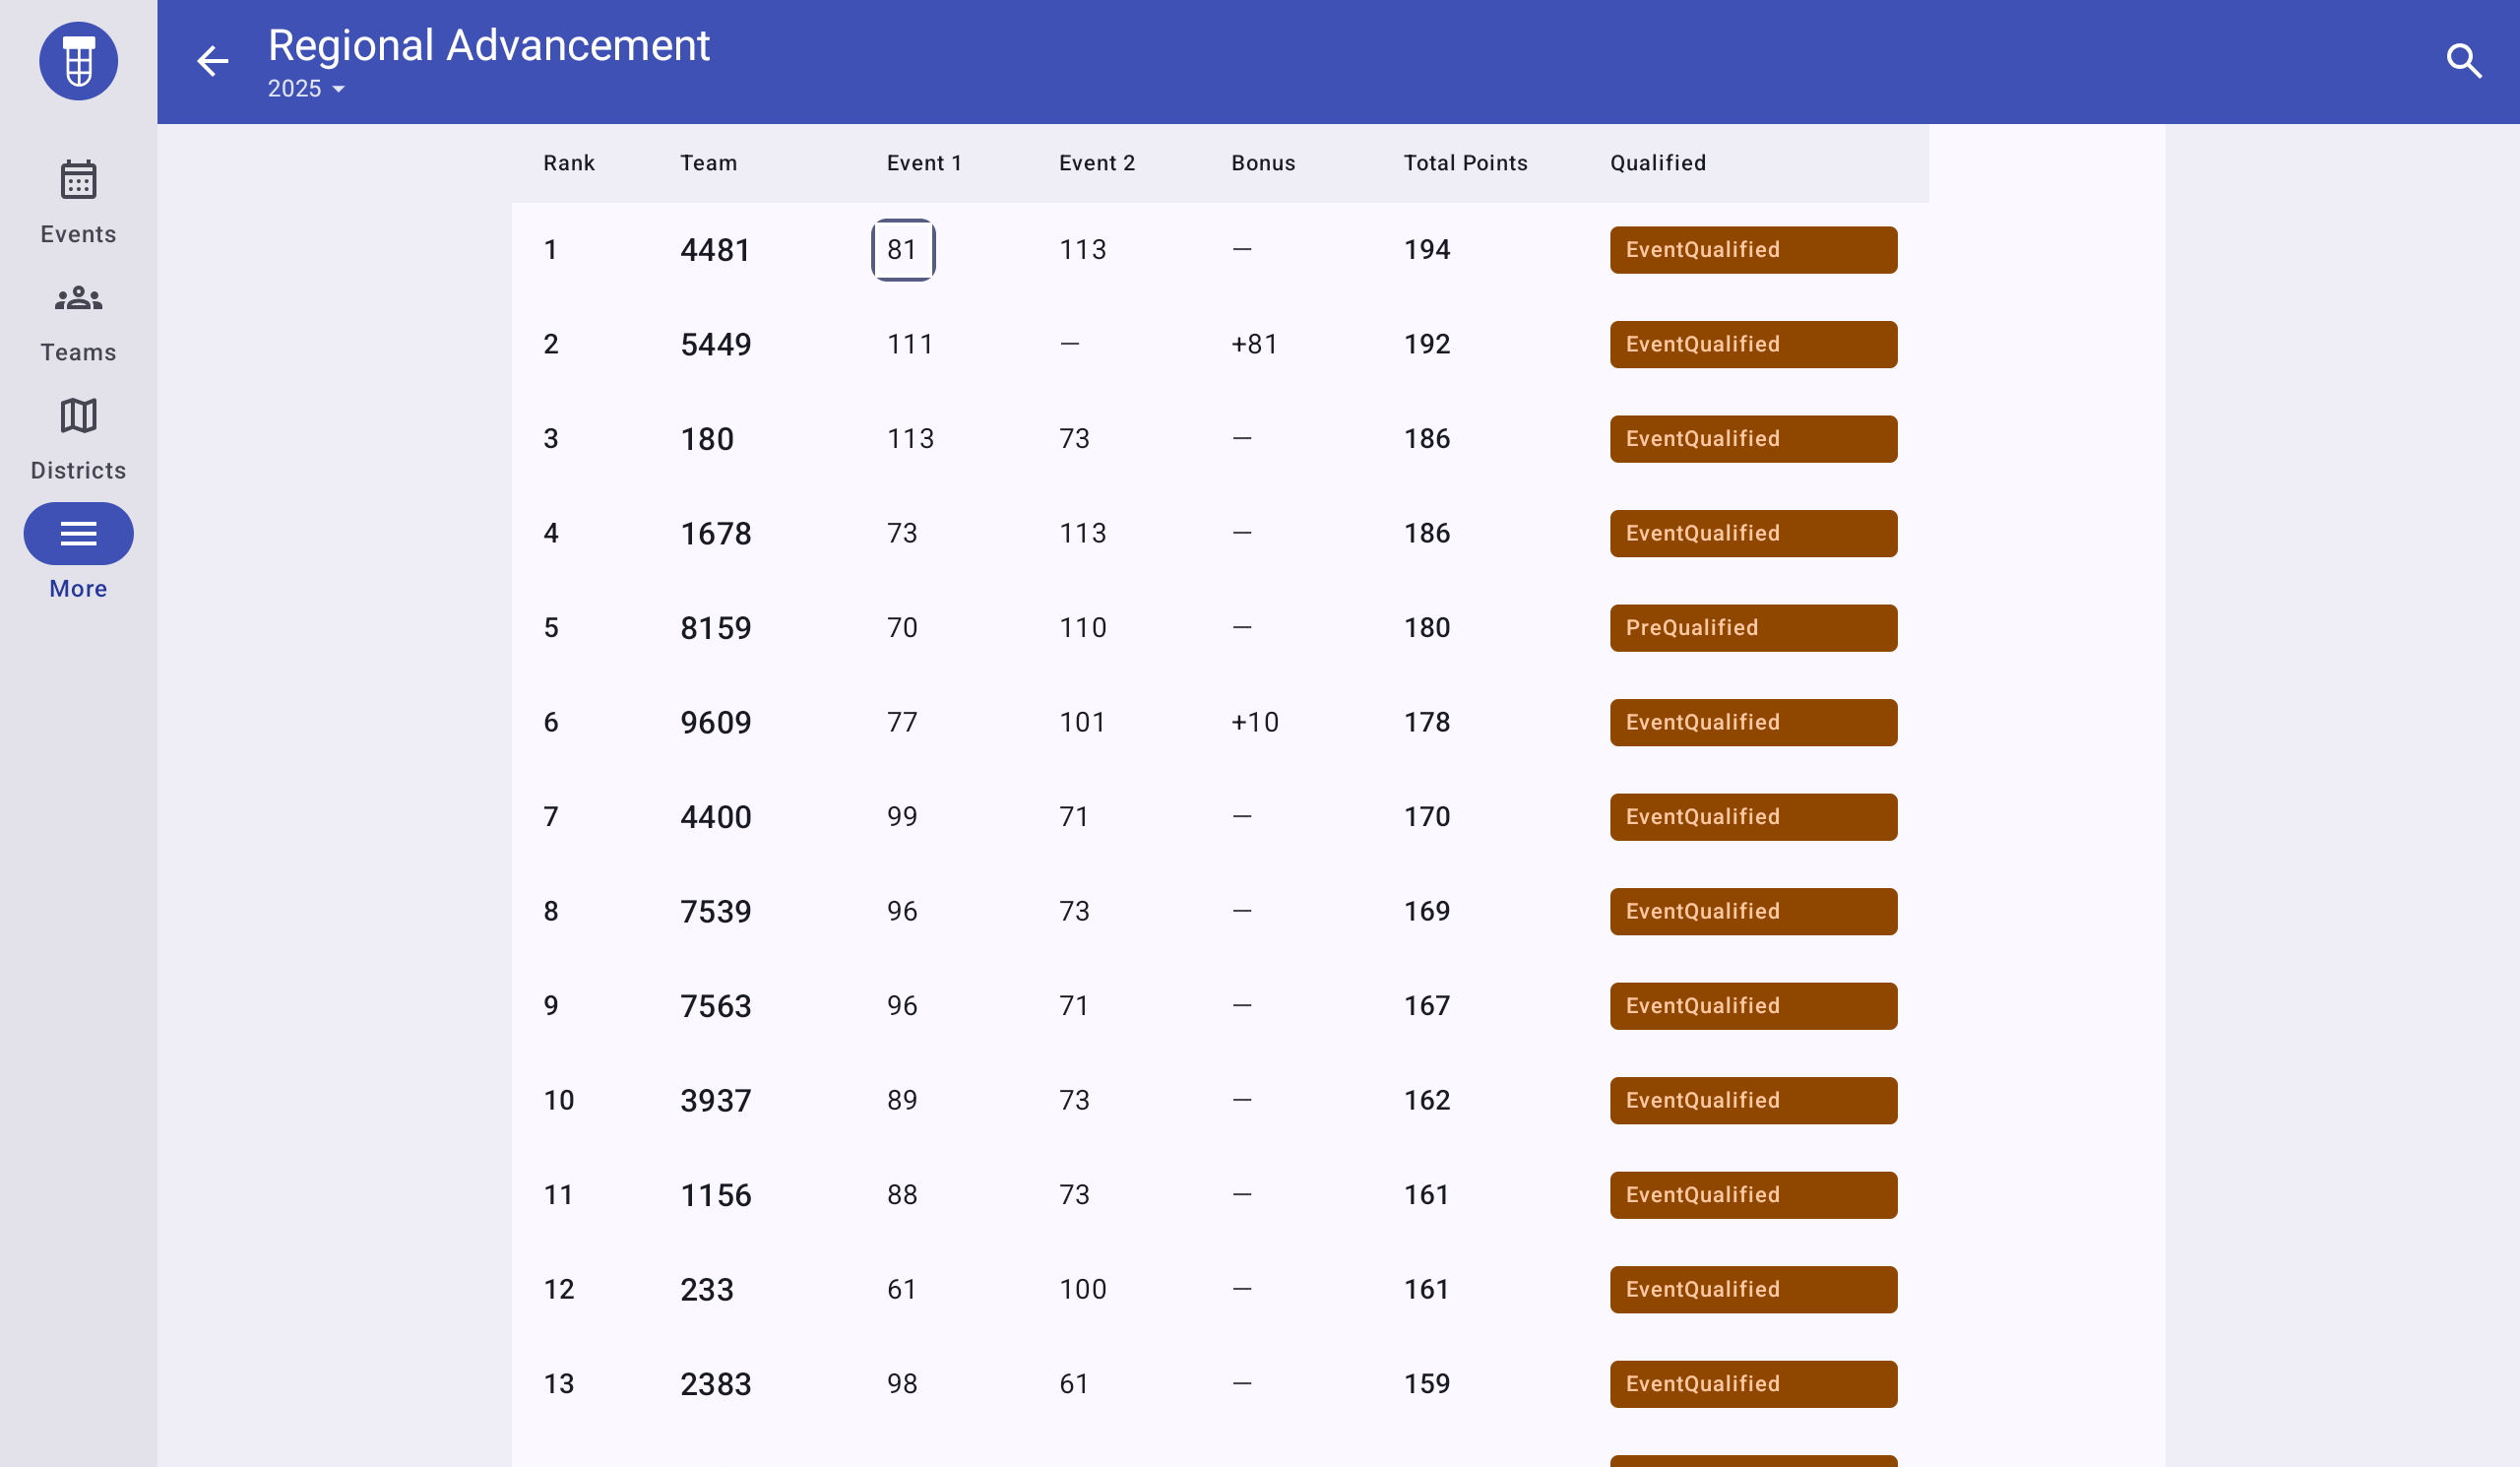 Regional Advancement
2025
Events
Teams
Districts
More
Rank Team Event 1 Event 2 Bonus Total Points Qualified
1 4481 81 113 — 194 EventQualified
2 5449 111 — +81 192 EventQualified
3 180 113 73 — 186 EventQualified
4 1678 73 113 — 186 EventQualified
5 8159 70 110 — 180 PreQualified
6 9609 77 101 +10 178 EventQualified
7 4400 99 71 — 170 EventQualified
8 7539 96 73 — 169 EventQualified
9 7563 96 71 — 167 EventQualified
10 3937 89 73 — 162 EventQualified
11 1156 88 73 — 161 EventQualified
12 233 61 100 — 161 EventQualified
13 2383 98 61 — 159 EventQualified